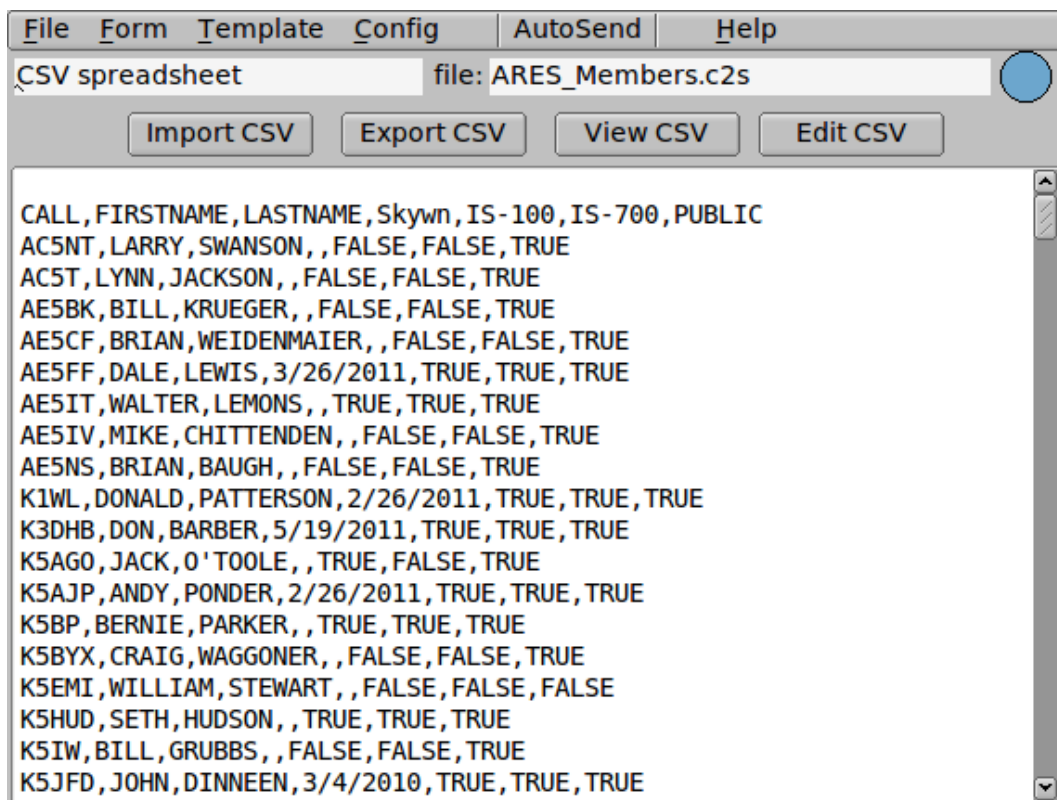 File Form Template Config AutoSend Help
CSV spreadsheet file: ARES_Members.c2s
Import CSV Export CSV View CSV Edit CSV
CALL,FIRSTNAME,LASTNAME,Skywn,IS-100,IS-700,PUBLIC
AC5NT,LARRY,SWANSON,,FALSE,FALSE,TRUE
AC5T,LYNN,JACKSON,,FALSE,FALSE,TRUE
AE5BK,BILL,KRUEGER,,FALSE,FALSE,TRUE
AE5CF,BRIAN,WEIDENMAIER,,FALSE,FALSE,TRUE
AE5FF,DALE,LEWIS,3/26/2011,TRUE,TRUE,TRUE
AE5IT,WALTER,LEMONS,,TRUE,TRUE,TRUE
AE5IV,MIKE,CHITTENDEN,,FALSE,FALSE,TRUE
AE5NS,BRIAN,BAUGH,,FALSE,FALSE,TRUE
K1WL,DONALD,PATTERSON,2/26/2011,TRUE,TRUE,TRUE
K3DHB,DON,BARBER,5/19/2011,TRUE,TRUE,TRUE
K5AGO,JACK,O'TOOLE,,TRUE,FALSE,TRUE
K5AJP,ANDY,PONDER,2/26/2011,TRUE,TRUE,TRUE
K5BP,BERNIE,PARKER,,TRUE,TRUE,TRUE
K5BYX,CRAIG,WAGGONER,,FALSE,FALSE,TRUE
K5EMI,WILLIAM,STEWART,,FALSE,FALSE,FALSE
K5HUD,SETH,HUDSON,,TRUE,TRUE,TRUE
K5IW,BILL,GRUBBS,,FALSE,FALSE,TRUE
K5JFD,JOHN,DINNEEN,3/4/2010,TRUE,TRUE,TRUE